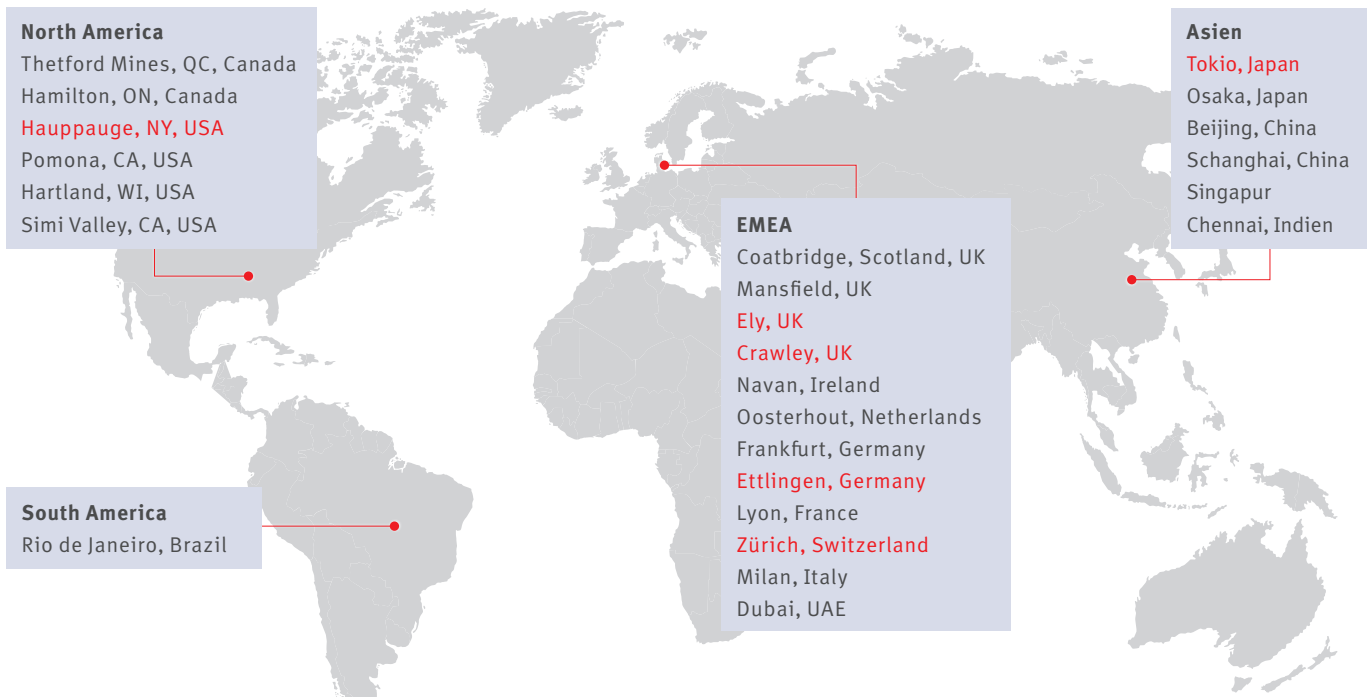 North America
Thetford Mines, QC, Canada
Hamilton, ON, Canada
Hauppauge, NY, USA
Pomona, CA, USA
Hartland, WI, USA
Simi Valley, CA, USA
South America
Rio de Janeiro, Brazil
EMEA
Coatbridge, Scotland, UK
Mansfield, UK
Ely, UK
Crawley, UK
Navan, Ireland
Oosterhout, Netherlands
Frankfurt, Germany
Ettlingen, Germany
Lyon, France
Zürich, Switzerland
Milan, Italy
Dubai, UAE
Asien
Tokio, Japan
Osaka, Japan
Beijing, China
Schanghai, China
Singapur
Chennai, Indien